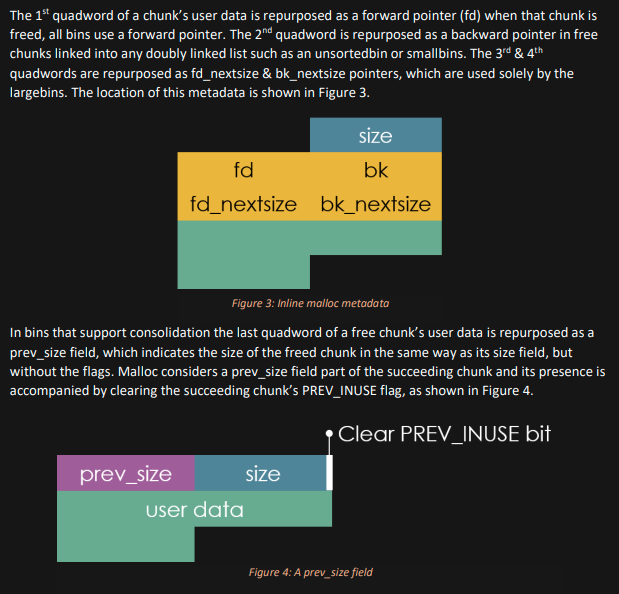 The 1st quadword of a chunk's user data is repurposed as a forward pointer (fd) when that chunk is
freed, all bins use a forward pointer. The 2nd quadword is repurposed as a backward pointer in free
chunks linked into any doubly linked list such as an unsortedbin or smallbins. The 3rd & 4th
quadwords are repurposed as fd_nextsize & bk_nextsize pointers, which are used solely by the
largebins. The location of this metadata is shown in Figure 3.
size
fd bk
fd_nextsize bk_nextsize
Figure 3: Inline malloc metadata
In bins that support consolidation the last quadword of a free chunk's user data is repurposed as a
prev_size field, which indicates the size of the freed chunk in the same way as its size field, but
without the flags. Malloc considers a prev_size field part of the succeeding chunk and its presence is
accompanied by clearing the succeeding chunk's PREV_INUSE flag, as shown in Figure 4.
Clear PREV_INUSE bit
prev_size size
user data
Figure 4: A prev_size field